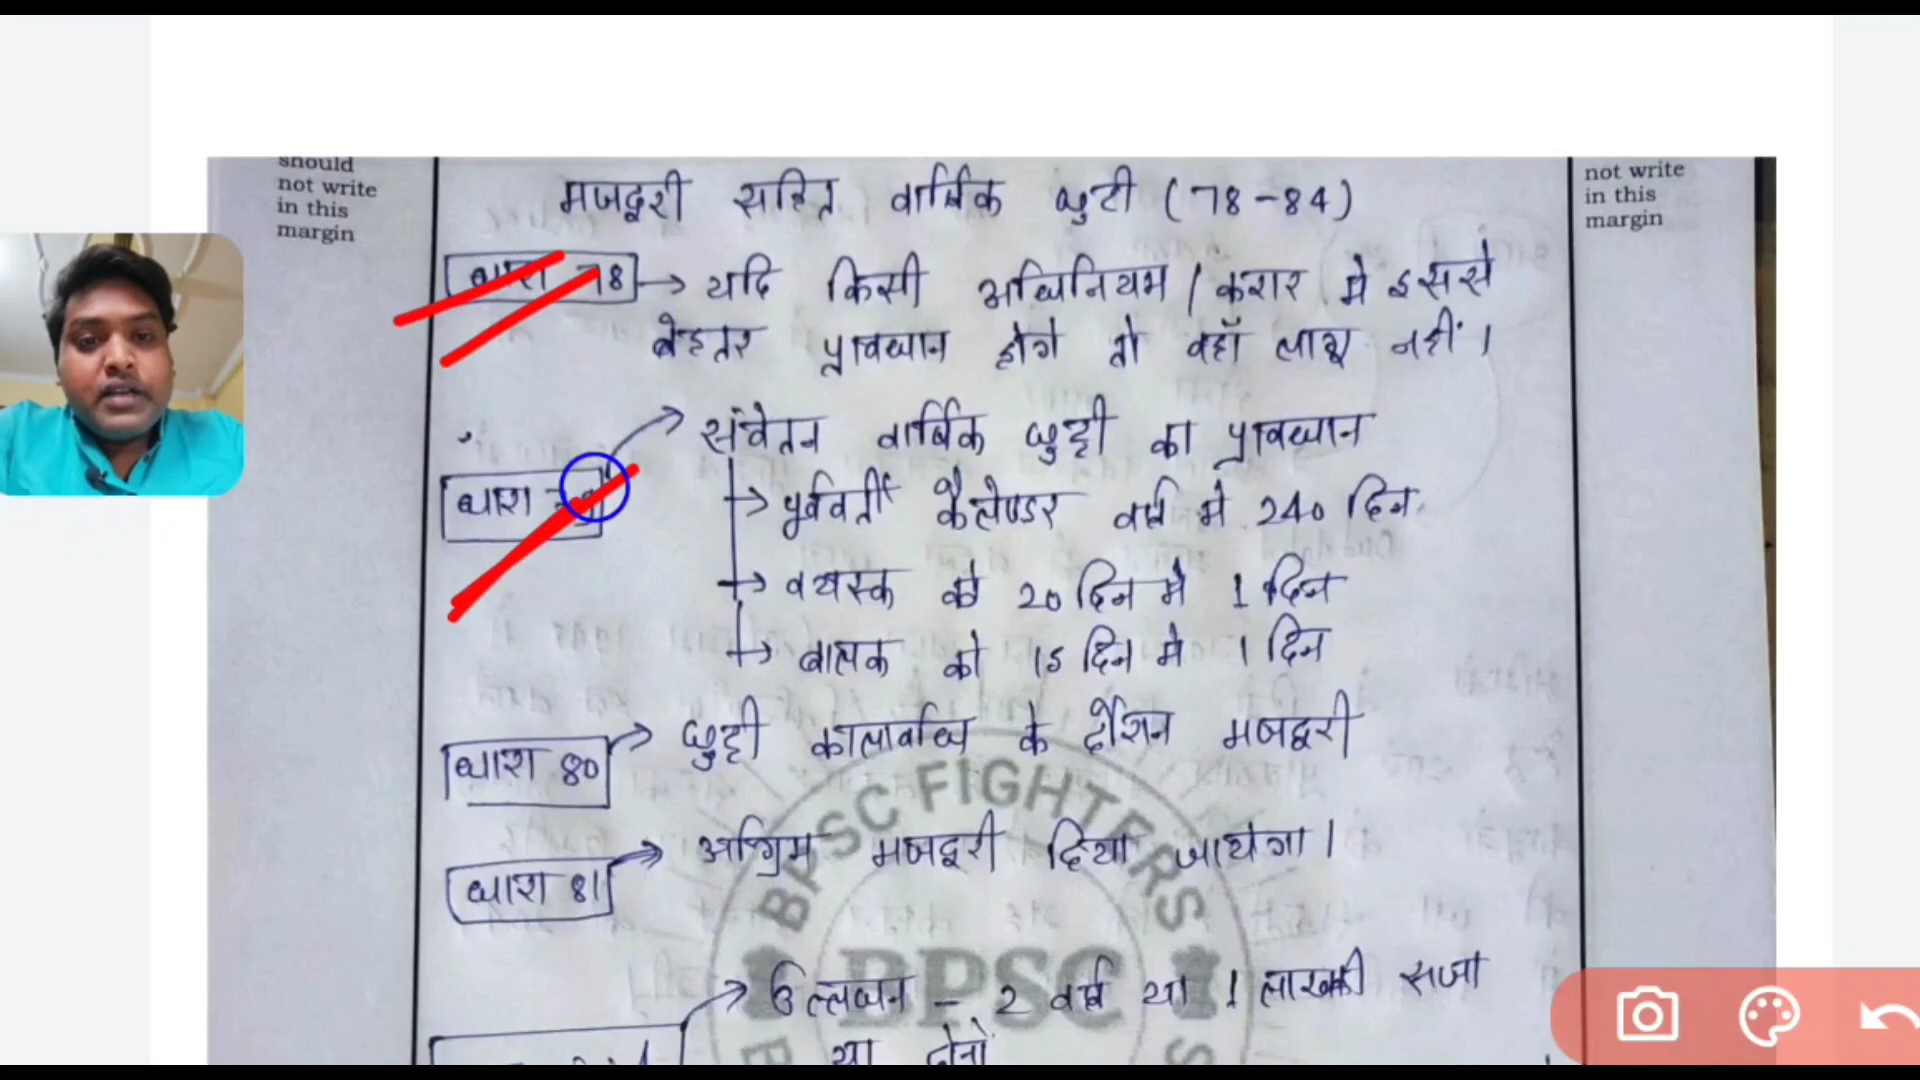 should
not write
in this
margin
not write
in this
margin
मजदूरी सहित वार्षिक छुटी (78-84)
धारा 78 → यदि किसी अधिनियम / करार मे इससे
बेहतर प्रावधान होगे तो वहाँ लागू नहीं।
संवेतन वार्षिक छुट्टी का प्रावधान
धारा 79
→ पूर्ववर्ती कैलेण्डर वर्ष मे 240 दिन
→ वयस्क को 20 दिन मे 1 दिन
→ बालक को 15 दिन मे 1 दिन
धारा 80 → छुट्टी कालावधि के दौरान मजदूरी
धारा 81 → अग्रिम मजदूरी दिया जायेगा।
BPSC FIGHTERS
BPSC
→ उल्लघन - 2 वर्ष या 1 लाख की सजा
या दोनों